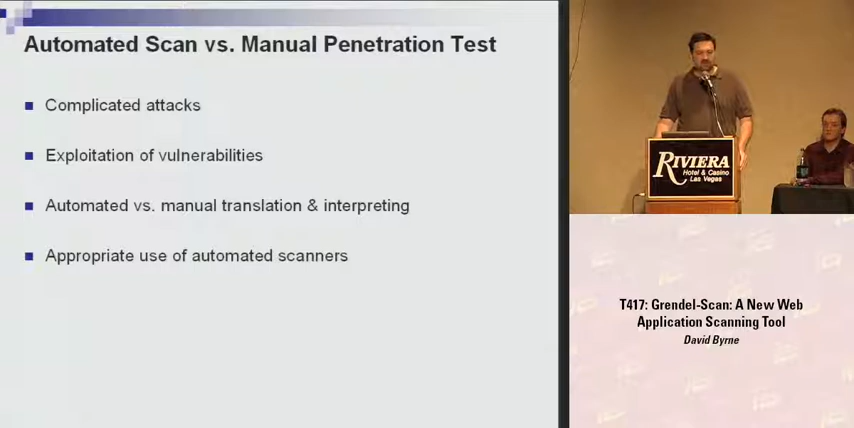 Automated Scan vs. Manual Penetration Test
Complicated attacks
Exploitation of vulnerabilities
Automated vs. manual translation & interpreting
Appropriate use of automated scanners
RIVIERA
Hotel & Casino
Las Vegas
T417: Grendel-Scan: A New Web
Application Scanning Tool
David Byrne